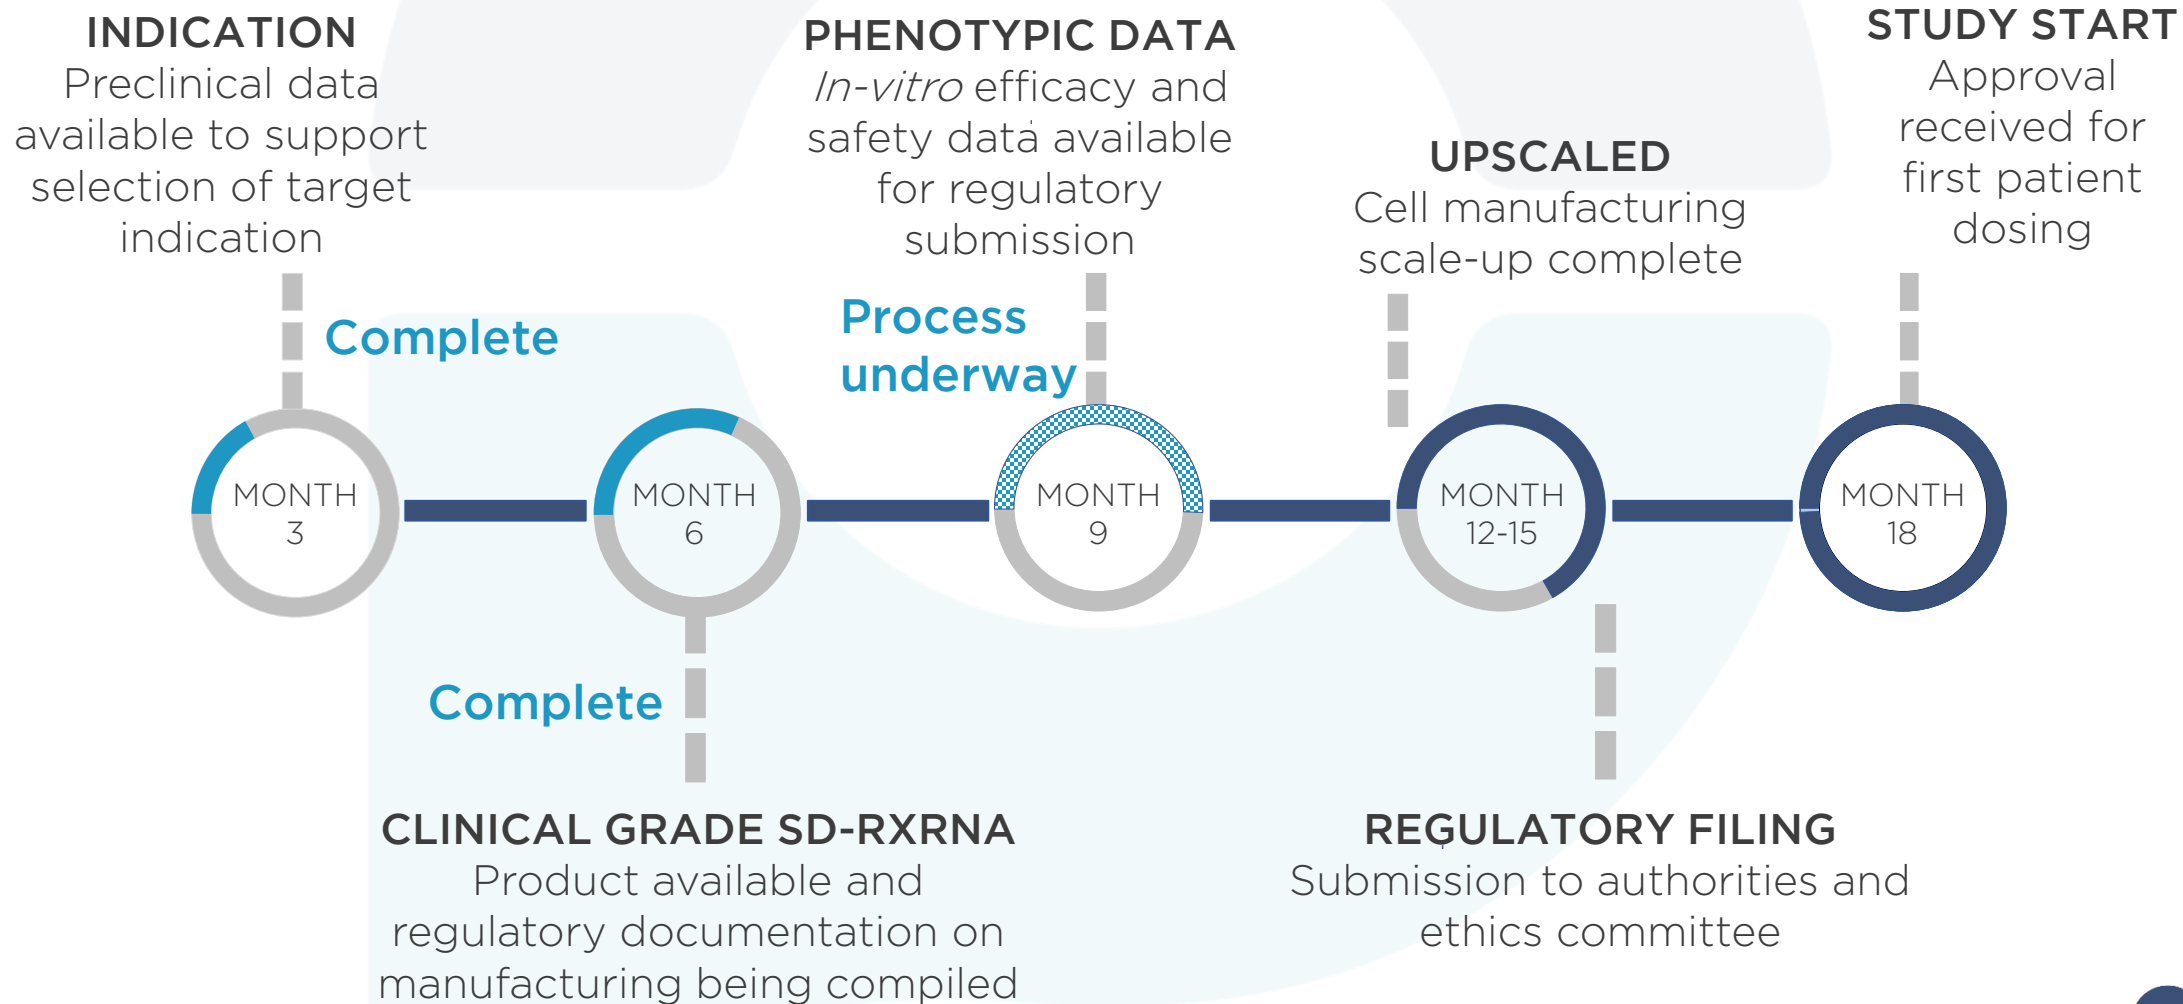 INDICATION
Preclinical data
available to support
selection of target
indication
Complete
PHENOTYPIC DATA
In-vitro efficacy and
safety data available
for regulatory
submission
Process
underway
UPSCALED
Cell manufacturing
scale-up complete
STUDY START
Approval
received for
first patient
dosing
MONTH
3
MONTH
6
MONTH
9
MONTH
12-15
MONTH
18
Complete
CLINICAL GRADE SD-RXRNA
Product available and
regulatory documentation on
manufacturing being compiled
REGULATORY FILING
Submission to authorities and
ethics committee